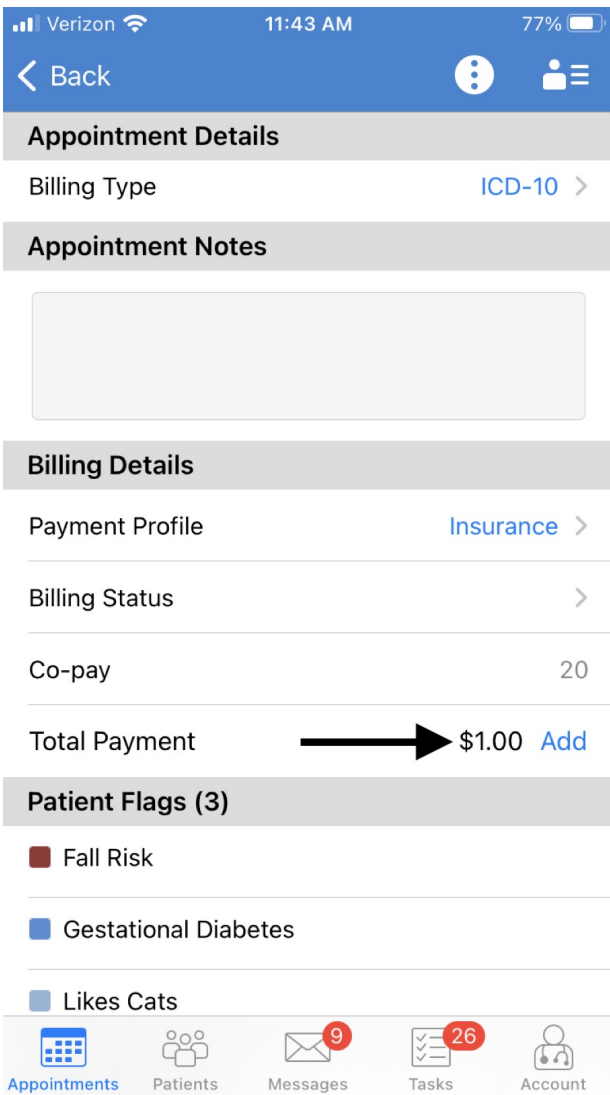 Verizon 11:43 AM 77%
Back
Appointment Details
Billing Type ICD-10
Appointment Notes
Billing Details
Payment Profile Insurance
Billing Status
Co-pay 20
Total Payment $1.00 Add
Patient Flags (3)
Fall Risk
Gestational Diabetes
Likes Cats
9 26
Appointments Patients Messages Tasks Account